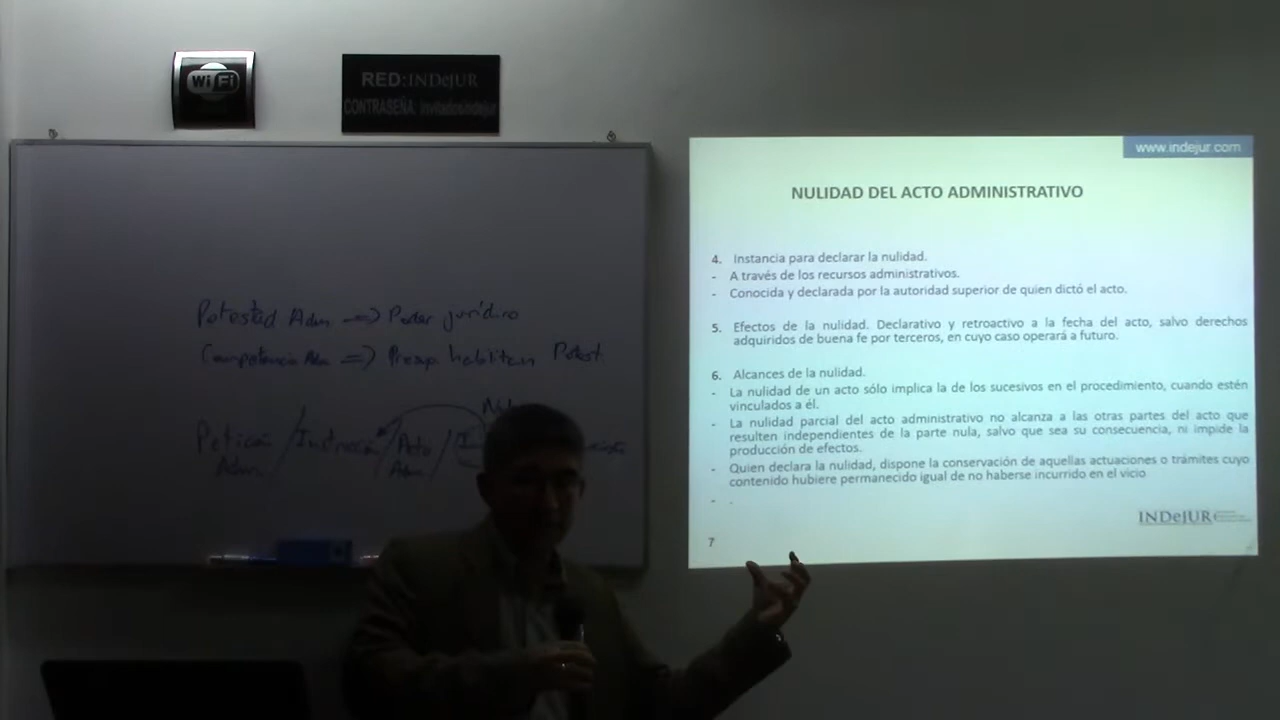 WiFi
RED:INDEJUR
CONTRASEÑA: invitadosindejur
www.indejur.com
NULIDAD DEL ACTO ADMINISTRATIVO
4. Instancia para declarar la nulidad.
- A través de los recursos administrativos.
- Conocida y declarada por la autoridad superior de quien dictó el acto.
5. Efectos de la nulidad. Declarativo y retroactivo a la fecha del acto, salvo derechos
adquiridos de buena fe por terceros, en cuyo caso operará a futuro.
6. Alcances de la nulidad.
- La nulidad de un acto sólo implica la de los sucesivos en el procedimiento, cuando estén
vinculados a él.
- La nulidad parcial del acto administrativo no alcanza a las otras partes del acto que
resulten independientes de la parte nula, salvo que sea su consecuencia, ni impide la
producción de efectos.
- Quien declara la nulidad, dispone la conservación de aquellas actuaciones o trámites cuyo
contenido hubiere permanecido igual de no haberse incurrido en el vicio
- .
INDeJUR
7
Potestad Adm. => Poder jurídico
Competencia Adm => Presup habilitan Potest
Petición / Instrucción / Acto /
Adm. Adm